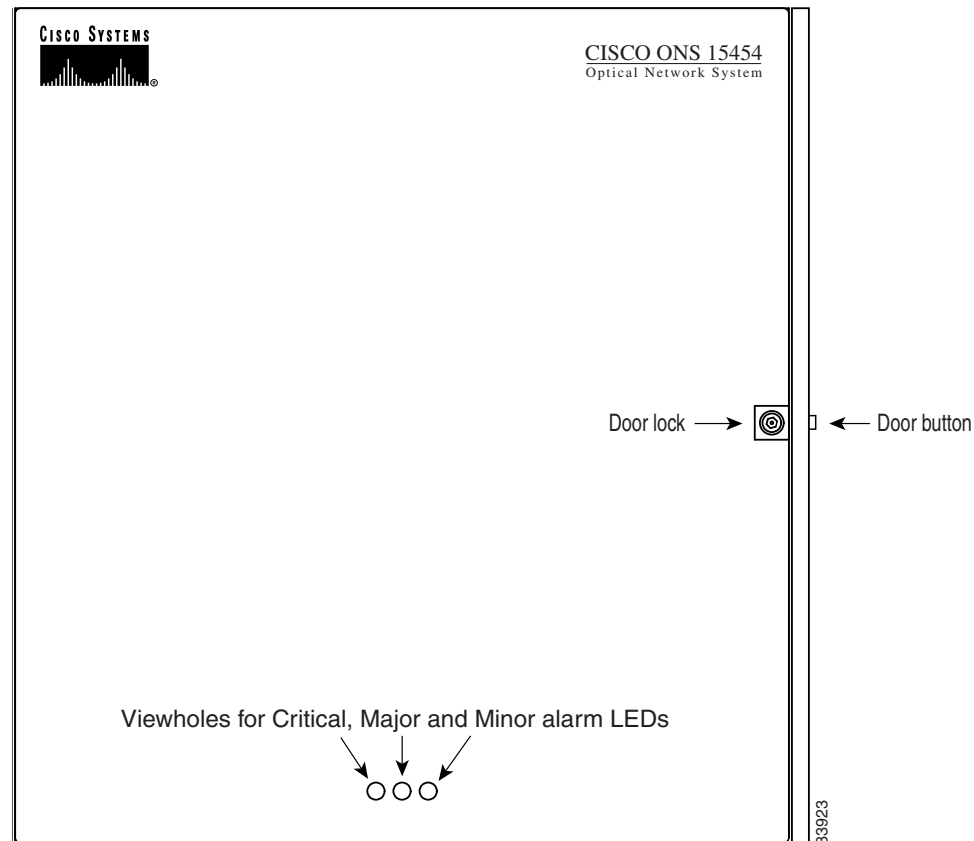 CISCO SYSTEMS
®
CISCO ONS 15454
Optical Network System
Door lock
Door button
Viewholes for Critical, Major and Minor alarm LEDs
33923